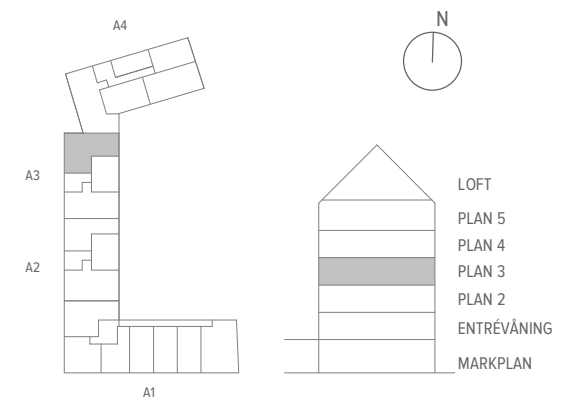 A4
N
A3
A2
A1
LOFT
PLAN 5
PLAN 4
PLAN 3
PLAN 2
ENTRÉVÅNING
MARKPLAN